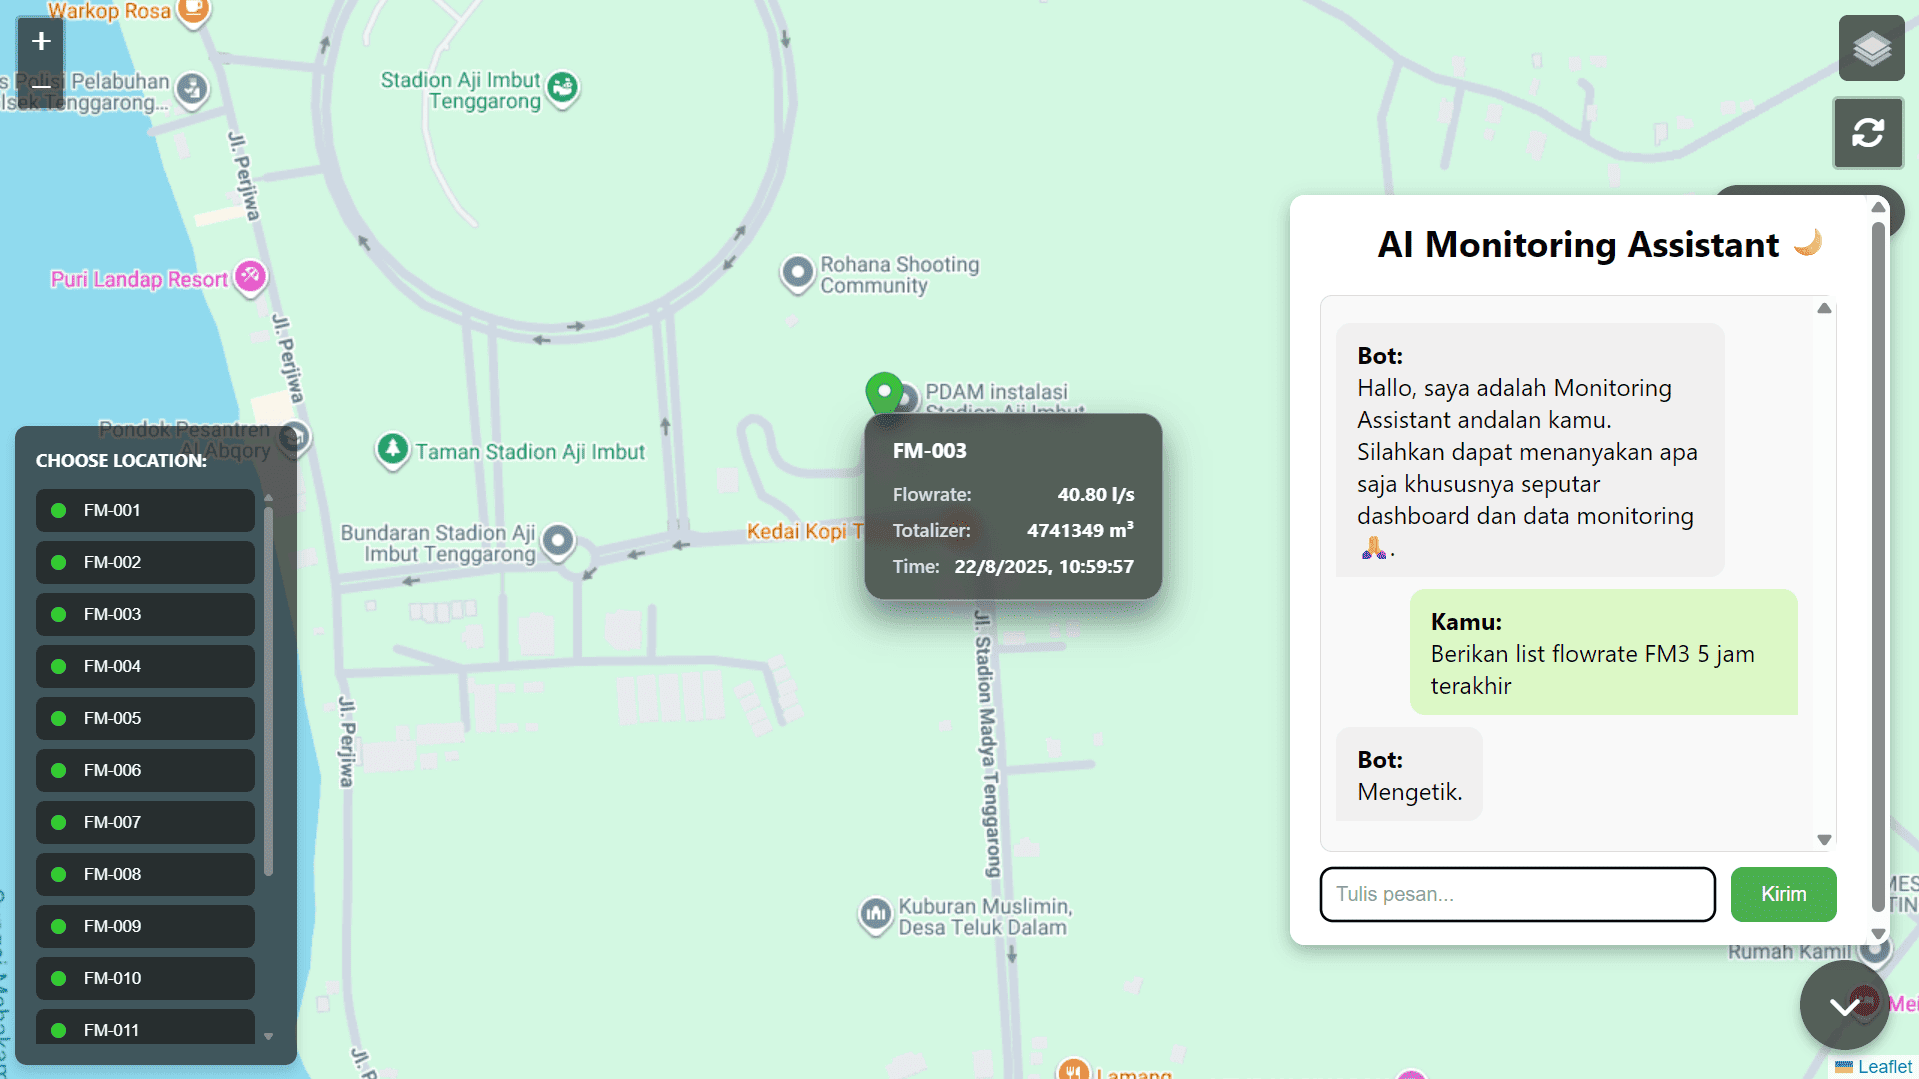 Warkop Rosa
+
−
Polisi Pelabuhan
Tenggarong...
Stadion Aji Imbut
Tenggarong
Jl. Perjiwa
Puri Landap Resort
Jl. Perjiwa
Rohana Shooting
Community
PDAM instalasi
Stadion Aji Imbut
Pondok Pesantren
Al Abqory
Taman Stadion Aji Imbut
Bundaran Stadion Aji
Imbut Tenggarong
Kedai Kopi T
FM-003
Flowrate: 40.80 l/s
Totalizer: 4741349 m³
Time: 22/8/2025, 10:59:57
CHOOSE LOCATION:
FM-001
FM-002
FM-003
FM-004
FM-005
FM-006
FM-007
FM-008
FM-009
FM-010
FM-011
Jl. Perjiwa
Jl. Stadion Madya Tenggarong
Kuburan Muslimin,
Desa Teluk Dalam
Lamang
AI Monitoring Assistant 🌙
Bot:
Hallo, saya adalah Monitoring
Assistant andalan kamu.
Silahkan dapat menanyakan apa
saja khususnya seputar
dashboard dan data monitoring
🙏.
Kamu:
Berikan list flowrate FM3 5 jam
terakhir
Bot:
Mengetik.
Tulis pesan...
Kirim
Rumah Kamil
Leaflet